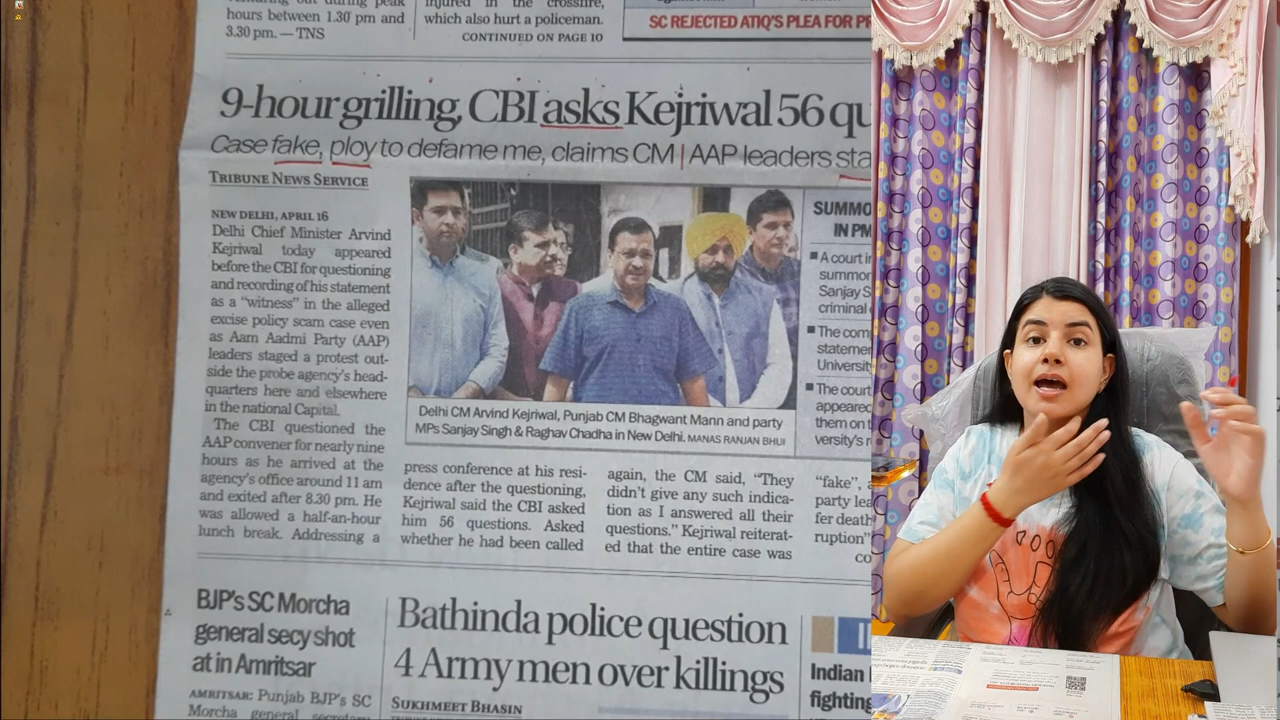 hours between 1.30 pm and
3.30 pm. — TNS
injured in the crossfire,
which also hurt a policeman.
CONTINUED ON PAGE 10
SC REJECTED ATIQ'S PLEA FOR
9-hour grilling, CBI asks Kejriwal 56
Case fake, ploy to defame me, claims CM | AAP leaders
TRIBUNE NEWS SERVICE
NEW DELHI, APRIL 16
Delhi Chief Minister Arvind
Kejriwal today appeared
before the CBI for questioning
and recording of his statement
as a "witness" in the alleged
excise policy scam case even
as Aam Aadmi Party (AAP)
leaders staged a protest out-
side the probe agency's head-
quarters here and elsewhere
in the national Capital.
The CBI questioned the
AAP convener for nearly nine
hours as he arrived at the
agency's office around 11 am
and exited after 8.30 pm. He
was allowed a half-an-hour
lunch break. Addressing a
Delhi CM Arvind Kejriwal, Punjab CM Bhagwant Mann and party
MPs Sanjay Singh & Raghav Chadha in New Delhi. MANAS RANJAN BHUI
press conference at his resi-
dence after the questioning,
Kejriwal said the CBI asked
him 56 questions. Asked
whether he had been called
again, the CM said, "They
didn't give any such indica-
tion as I answered all their
questions." Kejriwal reiterat-
ed that the entire case was
SUMMO
IN PM
■ A court i
summon
Sanjay S
criminal
■ The com
statement
University
■ The court
appeared
them on t
versity's r
"fake",
party lea
fer death
ruption"
co
BJP's SC Morcha
general secy shot
at in Amritsar
AMRITSAR: Punjab BJP's SC
Morcha general
Bathinda police question
4 Army men over killings
SUKHMEET BHASIN
Indian
fighting